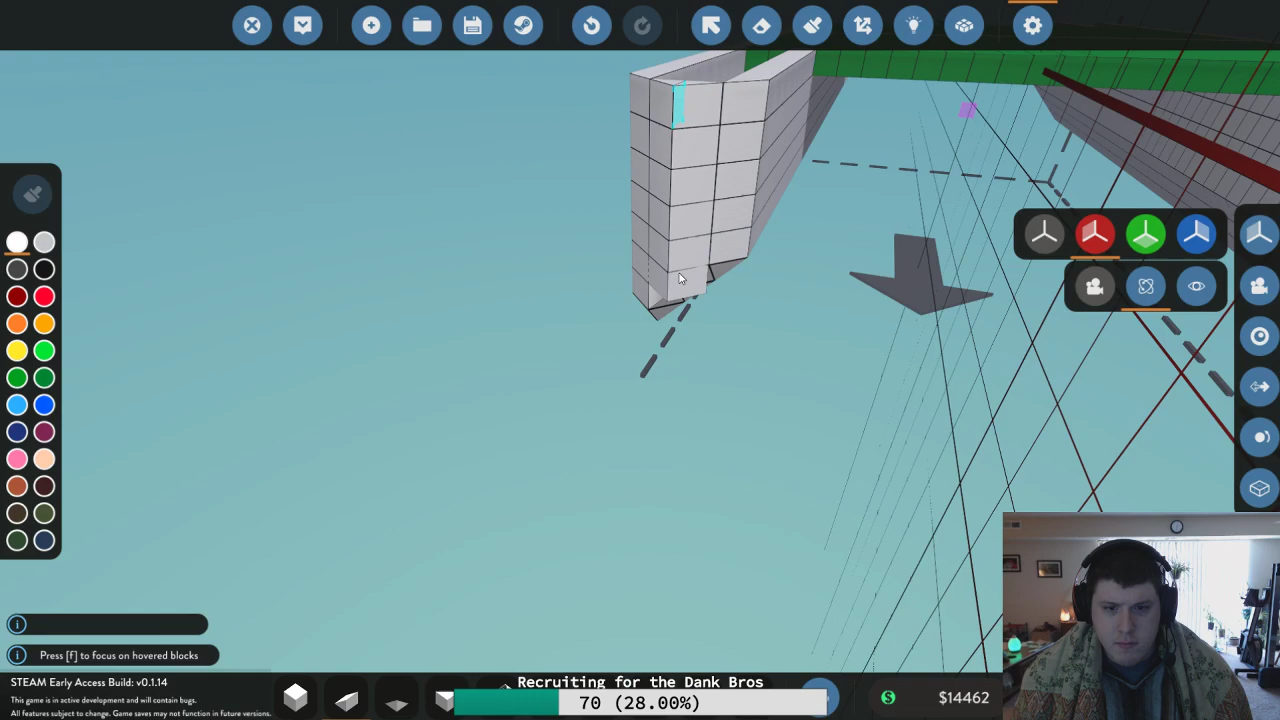 Press [f] to focus on hovered blocks
STEAM Early Access Build: v0.1.14
This game is in active development and will contain bugs.
All features subject to change. Game saves may not function in future versions.
Recruiting for the Dank Bros
70 (28.00%)
$14462